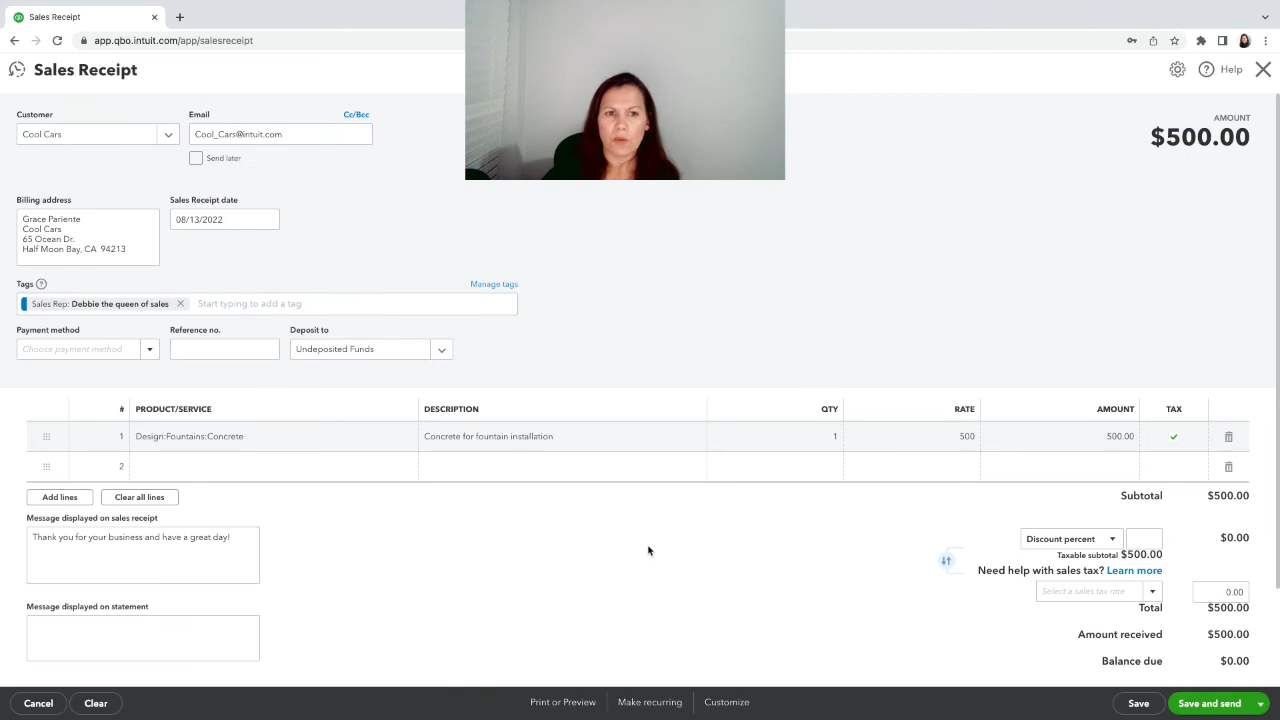 Sales Receipt
app.qbo.intuit.com/app/salesreceipt
Sales Receipt
Help
Customer
Email
Cc/Bcc
AMOUNT
Cool Cars
Cool_Cars@intuit.com
$500.00
Send later
Billing address
Sales Receipt date
Grace Pariente
Cool Cars
65 Ocean Dr.
Half Moon Bay, CA 94213
08/13/2022
Tags
Manage tags
Sales Rep: Debbie the queen of sales
Start typing to add a tag
Payment method
Reference no.
Deposit to
Choose payment method
Undeposited Funds
# PRODUCT/SERVICE DESCRIPTION QTY RATE AMOUNT TAX
1 Design:Fountains:Concrete Concrete for fountain installation 1 500 500.00
2
Add lines
Clear all lines
Subtotal $500.00
Message displayed on sales receipt
Thank you for your business and have a great day!
Discount percent
$0.00
Taxable subtotal $500.00
Need help with sales tax? Learn more
Select a sales tax rate
0.00
Message displayed on statement
Total $500.00
Amount received $500.00
Balance due $0.00
Cancel
Clear
Print or Preview
Make recurring
Customize
Save
Save and send